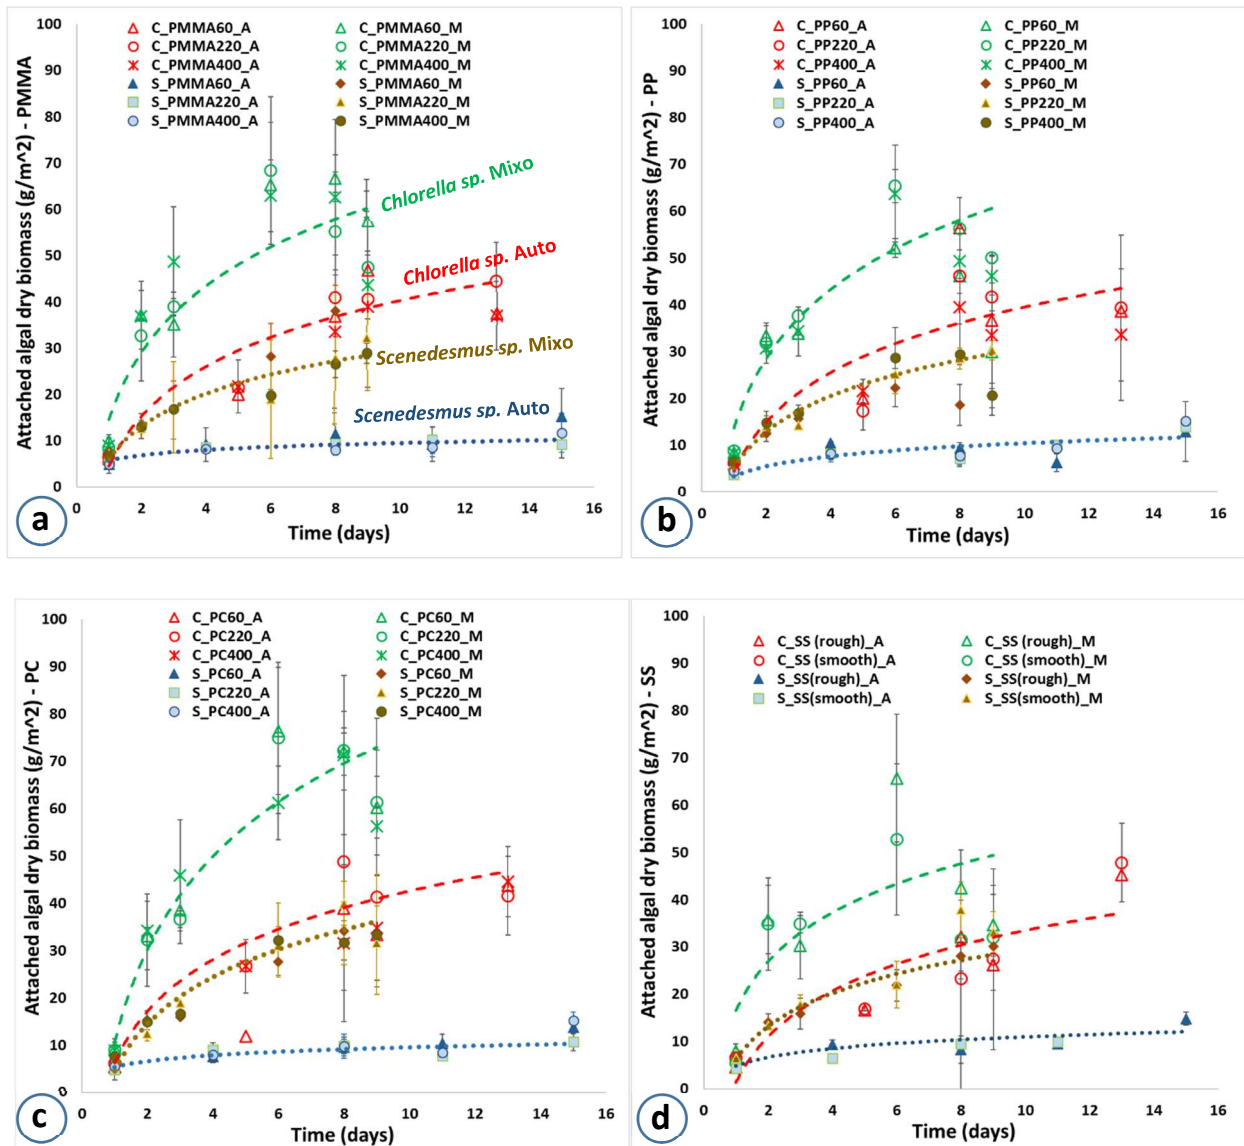 Attached algal dry biomass (g/m^2) - PMMA
100
90
80
70
60
50
40
30
20
10
0
C_PMMA60_A
C_PMMA60_M
C_PMMA220_A
C_PMMA220_M
C_PMMA400_A
C_PMMA400_M
S_PMMA60_A
S_PMMA60_M
S_PMMA220_A
S_PMMA220_M
S_PMMA400_A
S_PMMA400_M
Chlorella sp. Mixo
Chlorella sp. Auto
Scenedesmus sp. Mixo
Scenedesmus sp. Auto
2 4 6 8 10 12 14 16
Time (days)
a
Attached algal dry biomass (g/m^2) - PP
100
90
80
70
60
50
40
30
20
10
0
C_PP60_A
C_PP60_M
C_PP220_A
C_PP220_M
C_PP400_A
C_PP400_M
S_PP60_A
S_PP60_M
S_PP220_A
S_PP220_M
S_PP400_A
S_PP400_M
0 2 4 6 8 10 12 14 16
Time (days)
b
Attached algal dry biomass (g/m^2) - PC
100
90
80
70
60
50
40
30
20
10
0
C_PC60_A
C_PC60_M
C_PC220_A
C_PC220_M
C_PC400_A
C_PC400_M
S_PC60_A
S_PC60_M
S_PC220_A
S_PC220_M
S_PC400_A
S_PC400_M
0 2 4 6 8 10 12 14 16
Time (days)
c
Attached algal dry biomass (g/m^2) - SS
100
90
80
70
60
50
40
30
20
10
0
C_SS (rough)_A
C_SS (rough)_M
C_SS (smooth)_A
C_SS (smooth)_M
S_SS(rough)_A
S_SS(rough)_M
S_SS(smooth)_A
S_SS(smooth)_M
0 2 4 6 8 10 12 14 16
Time (days)
d